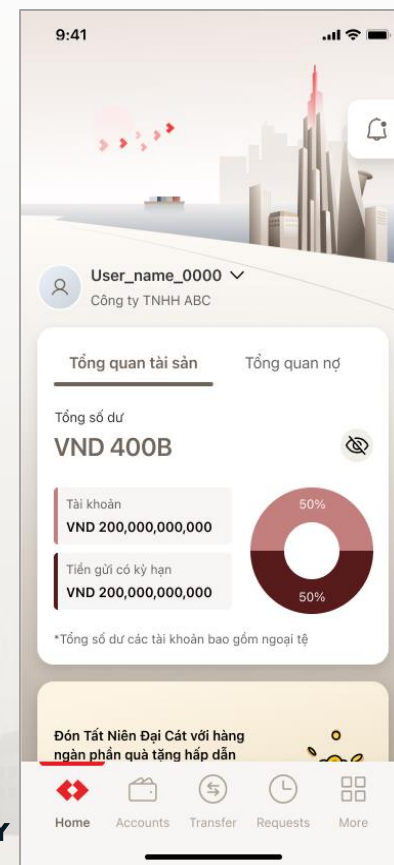 9:41
User_name_0000
Công ty TNHH ABC
Tổng quan tài sản
Tổng quan nợ
Tổng số dư
VND 400B
Tài khoản
VND 200,000,000,000
50%
Tiền gửi có kỳ hạn
VND 200,000,000,000
50%
*Tổng số dư các tài khoản bao gồm ngoại tệ
Đón Tất Niên Đại Cát với hàng
ngàn phần quà tặng hấp dẫn
Y
Home
Accounts
Transfer
Requests
More